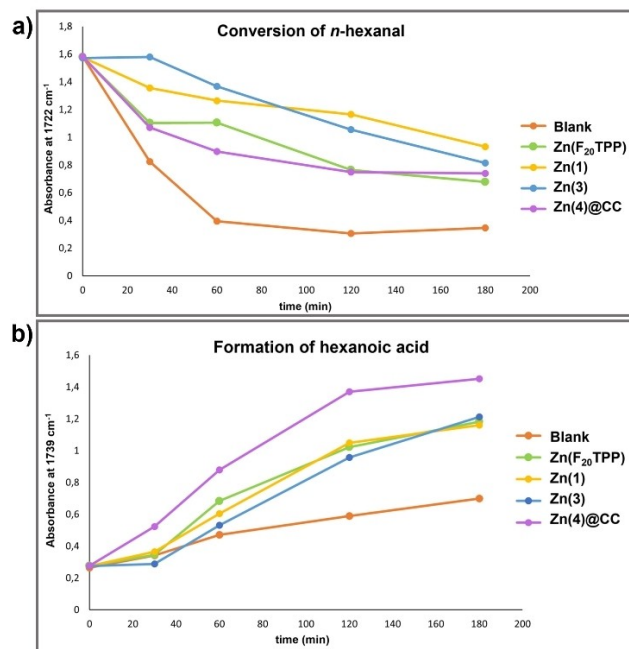 a)
Conversion of n-hexanal
Absorbance at 1722 cm⁻¹
1,8
1,6
1,4
1,2
1
0,8
0,6
0,4
0,2
0
0 20 40 60 80 100 120 140 160 180 200
time (min)
Blank
Zn(F₂₀TPP)
Zn(1)
Zn(3)
Zn(4)@CC
b)
Formation of hexanoic acid
Absorbance at 1739 cm⁻¹
1,6
1,4
1,2
1
0,8
0,6
0,4
0,2
0
0 20 40 60 80 100 120 140 160 180 200
time (min)
Blank
Zn(F₂₀TPP)
Zn(1)
Zn(3)
Zn(4)@CC